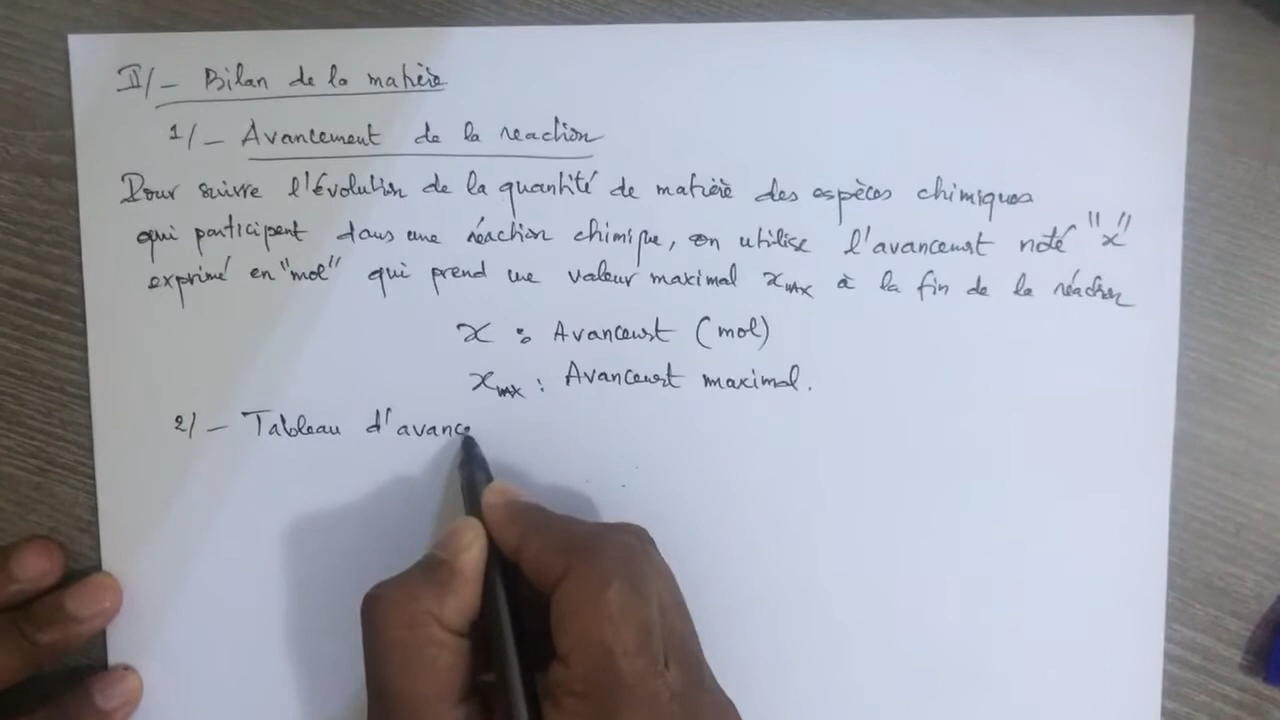 II/- Bilan de la matière
1/- Avancement de la reaction
Pour suivre l'évolution de la quantité de matière des espèces chimiques
qui participent dans une réaction chimique, on utilise l'avancement noté "x"
exprimé en "mol" qui prend une valeur maximal xmax à la fin de la réaction
x : Avancement (mol)
xmax : Avancement maximal.
2/- Tableau d'avance